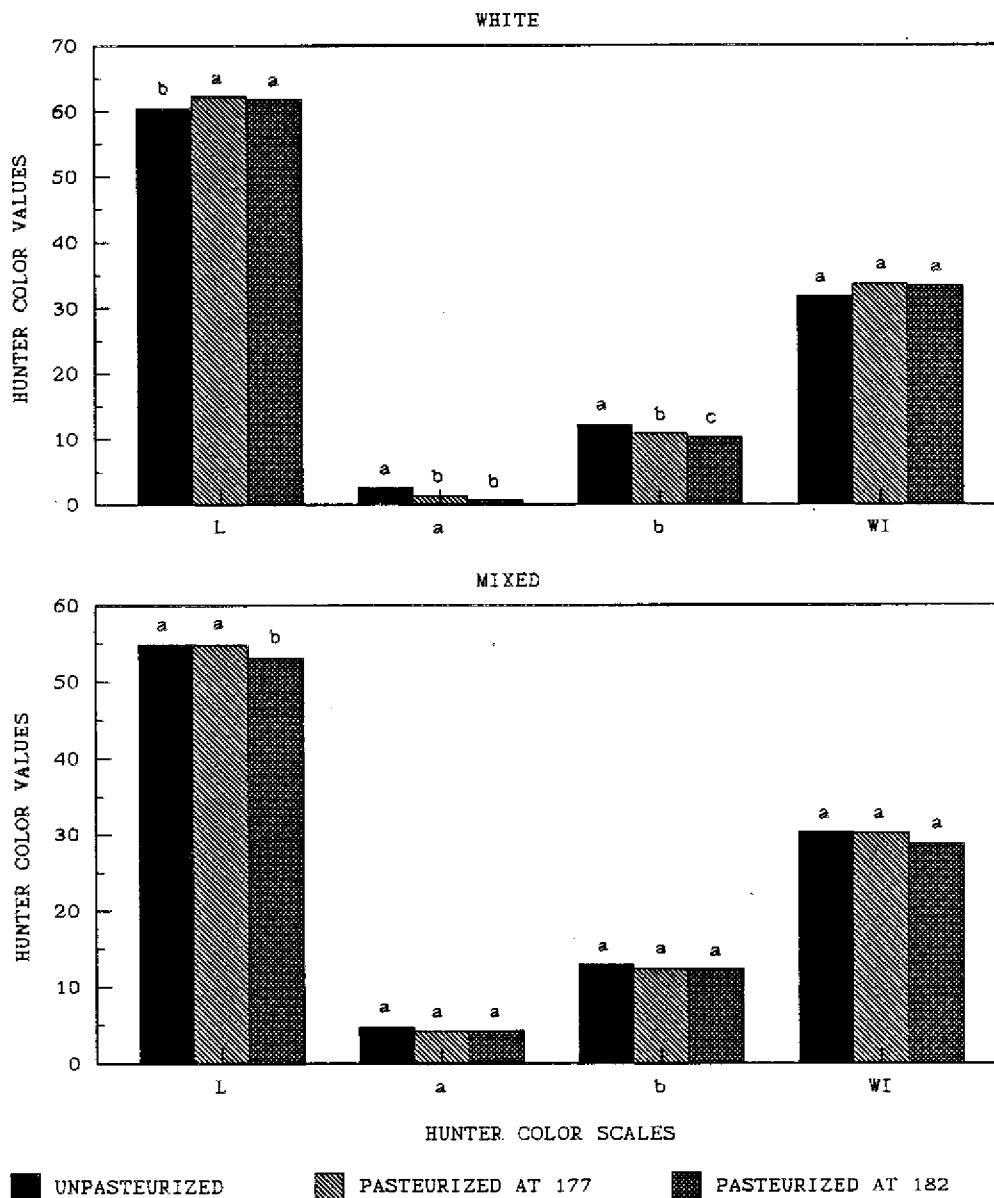 WHITE
70
60
50
40
30
20
10
0
HUNTER COLOR VALUES
b a a
a b b
a b c
a a a
L a b WI
MIXED
60
50
40
30
20
10
0
HUNTER COLOR VALUES
a a b
a a a
a a a
a a a
L a b WI
HUNTER COLOR SCALES
UNPASTEURIZED PASTEURIZED AT 177 PASTEURIZED AT 182